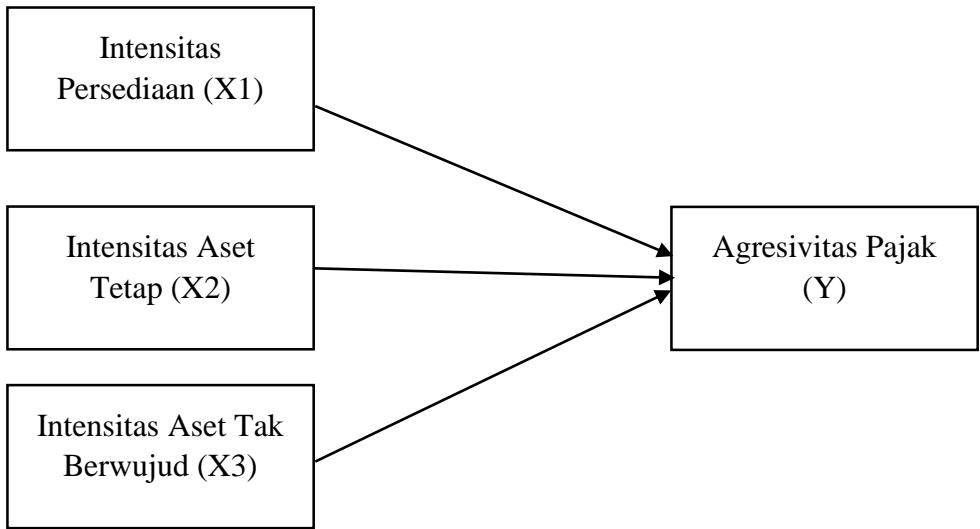 Intensitas
Persediaan (X1)
Intensitas Aset
Tetap (X2)
Agresivitas Pajak
(Y)
Intensitas Aset Tak
Berwujud (X3)